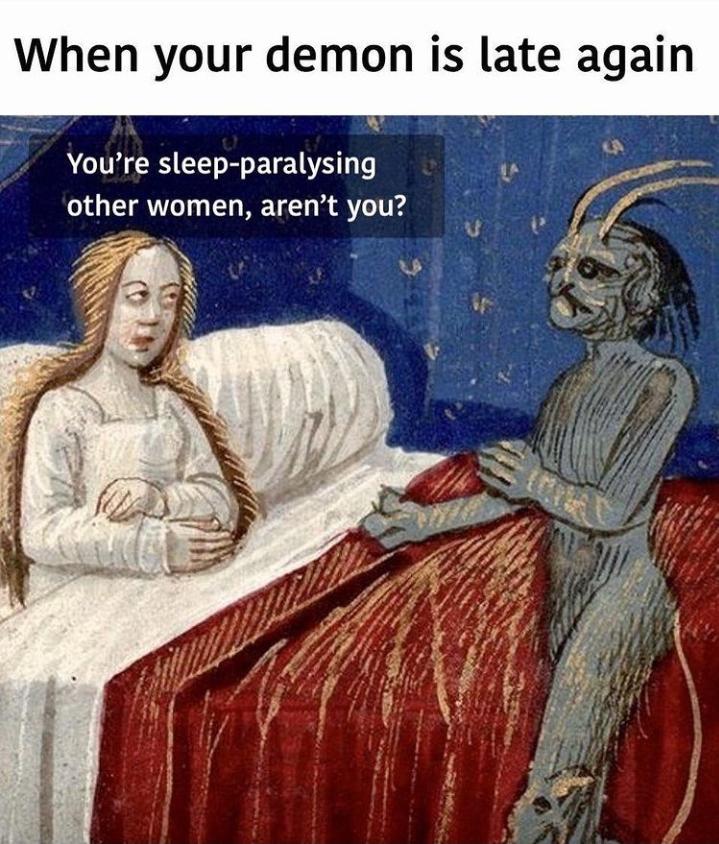 When your demon is late again
You’re sleep-paralysing
other women, aren’t you?